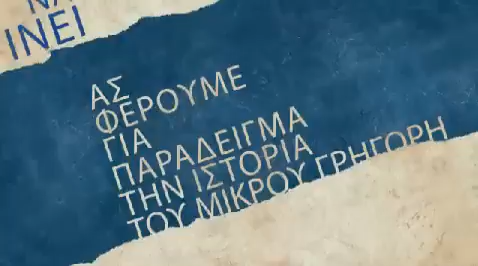 ΙΝΕΙ
ΑΣ
ΦΕΡΟΥΜΕ
ΓΙΑ
ΠΑΡΑΔΕΙΓΜΑ
ΤΗΝ ΙΣΤΟΡΙΑ
ΤΟΥ ΜΙΚΡΟΥ ΓΡΗΓΟΡΗ